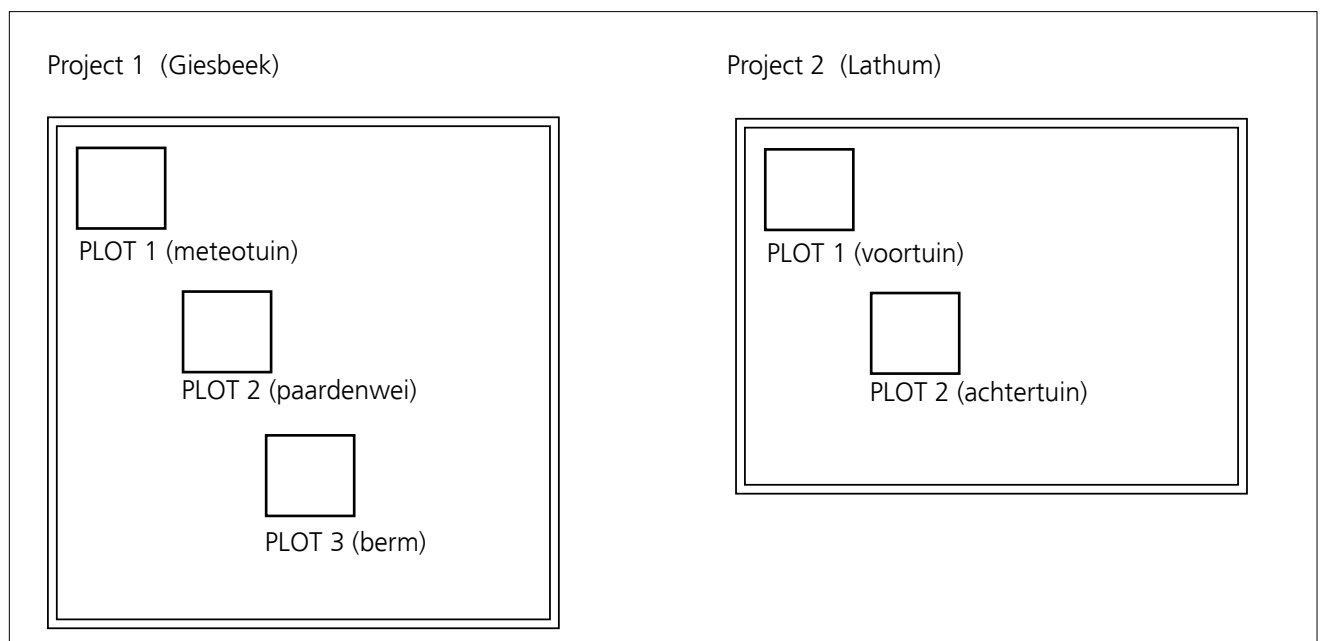 Project 1 (Giesbeek)
PLOT 1 (meteotuin)
PLOT 2 (paardenwei)
PLOT 3 (berm)
Project 2 (Lathum)
PLOT 1 (voortuin)
PLOT 2 (achtertuin)